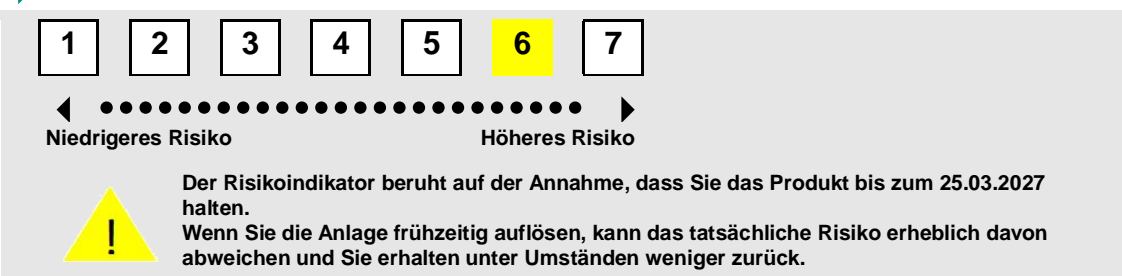 1 2 3 4 5 6 7
Niedrigeres Risiko Höheres Risiko
Der Risikoindikator beruht auf der Annahme, dass Sie das Produkt bis zum 25.03.2027
halten.
! Wenn Sie die Anlage frühzeitig auflösen, kann das tatsächliche Risiko erheblich davon
abweichen und Sie erhalten unter Umständen weniger zurück.